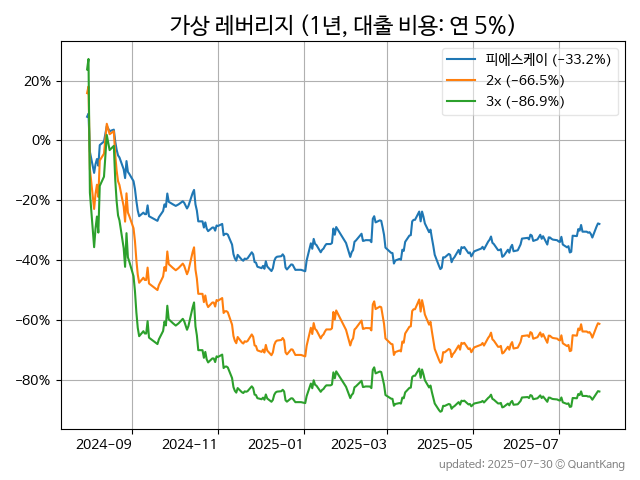 가상 레버리지 (1년, 대출 비용: 연 5%)
피에스케이 (-33.2%)
2x (-66.5%)
3x (-86.9%)
20%
0%
-20%
-40%
-60%
-80%
2024-09 2024-11 2025-01 2025-03 2025-05 2025-07
updated: 2025-07-30 © QuantKang